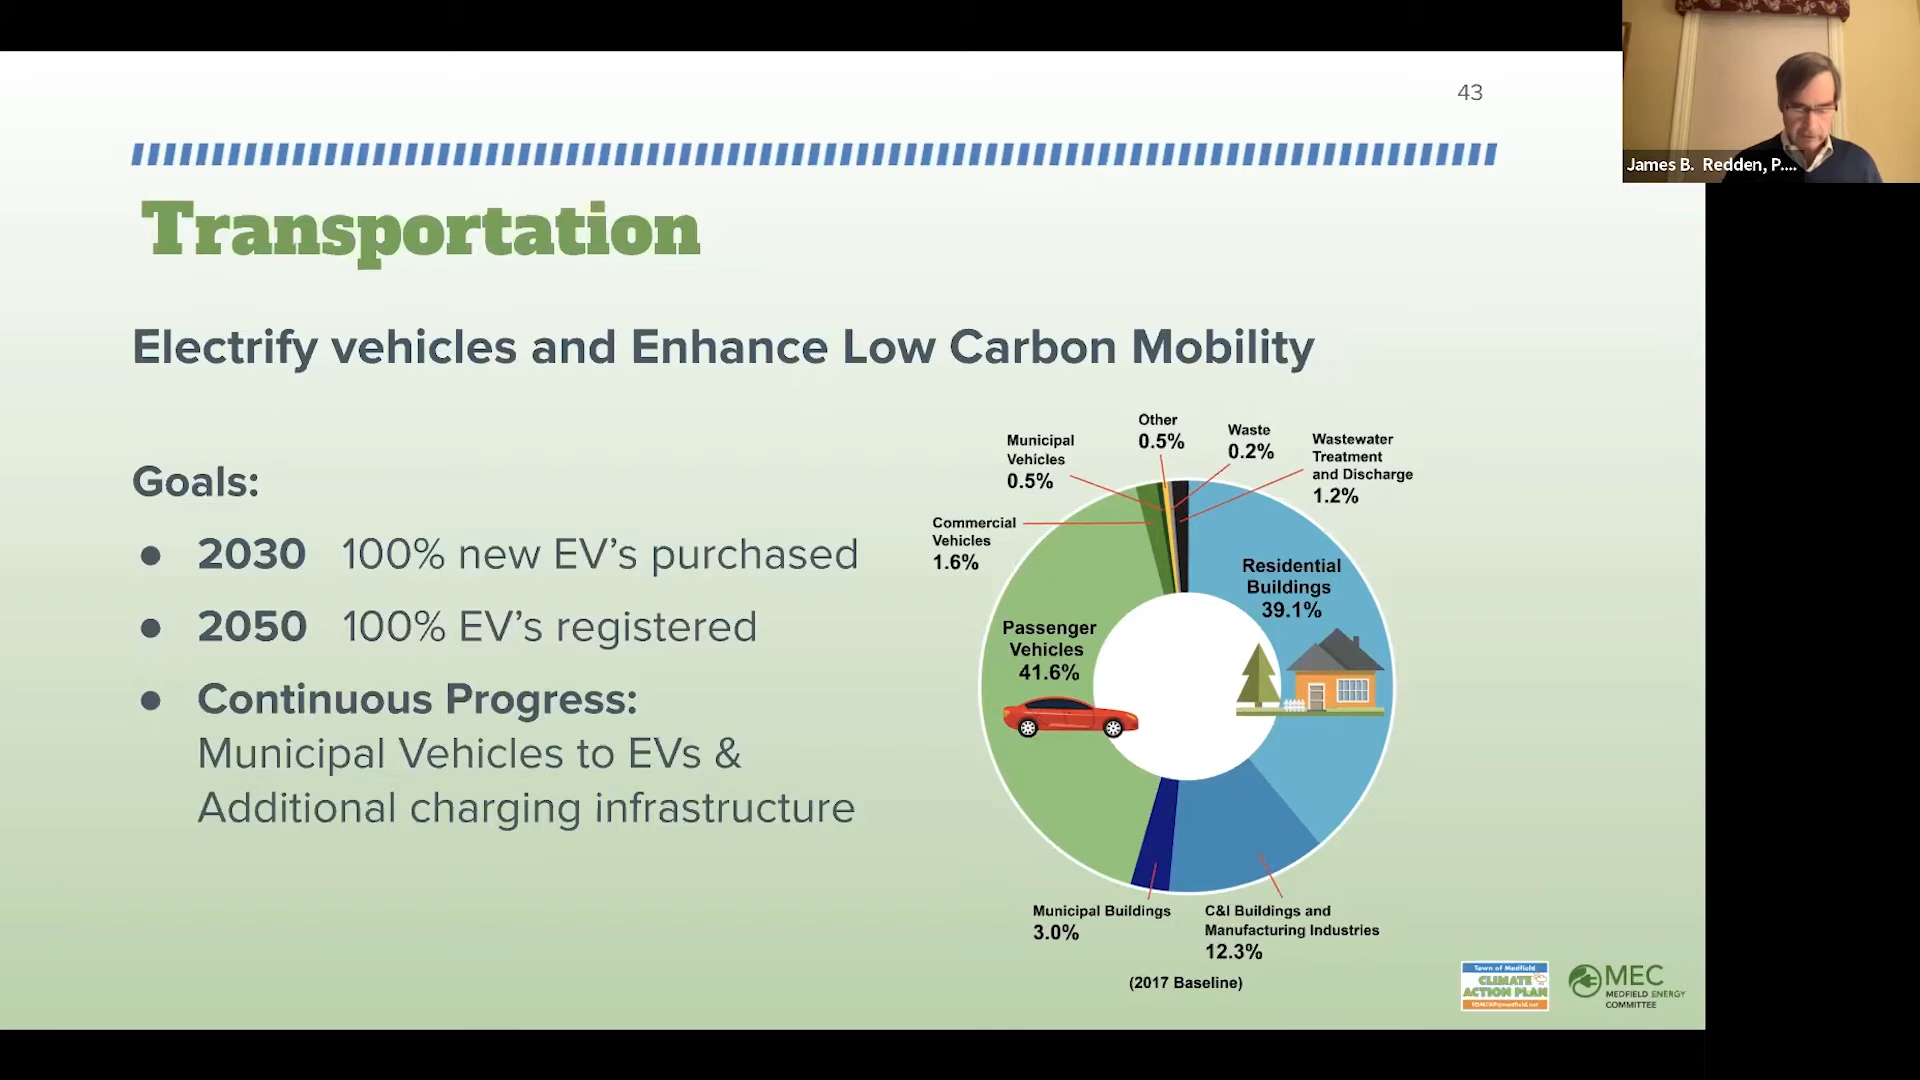 43
James B. Redden, P....
Transportation
Electrify vehicles and Enhance Low Carbon Mobility
Goals:
● 2030 100% new EV’s purchased
● 2050 100% EV’s registered
● Continuous Progress:
Municipal Vehicles to EVs &
Additional charging infrastructure
Other
0.5%
Waste
0.2%
Municipal
Vehicles
0.5%
Wastewater
Treatment
and Discharge
1.2%
Commercial
Vehicles
1.6%
Residential
Buildings
39.1%
Passenger
Vehicles
41.6%
Municipal Buildings
3.0%
C&I Buildings and
Manufacturing Industries
12.3%
(2017 Baseline)
Town of Medfield
CLIMATE
ACTION PLAN
MEC
MEDFIELD ENERGY
COMMITTEE